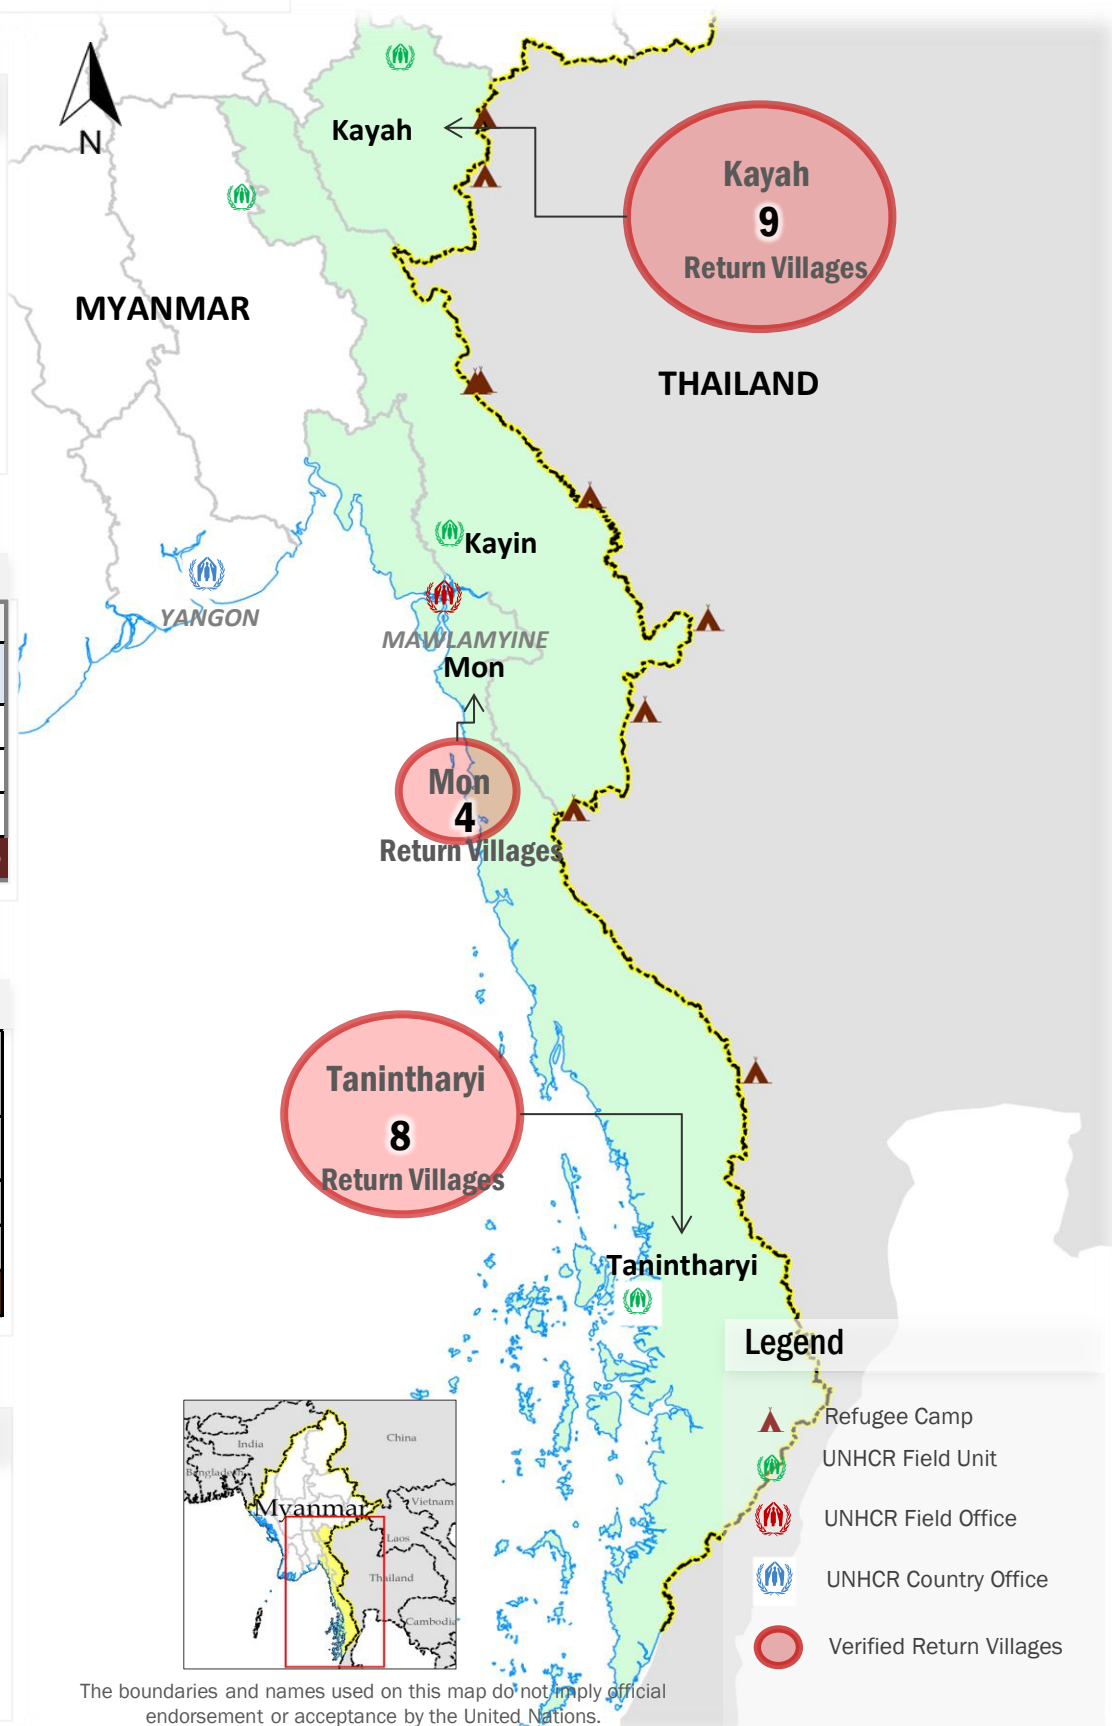 N
Kayah
Kayah
9
Return Villages
MYANMAR
THAILAND
Kayin
YANGON
MAWLAMYINE
Mon
Mon
4
Return Villages
Tanintharyi
8
Return Villages
Tanintharyi
Legend
Refugee Camp
UNHCR Field Unit
UNHCR Field Office
UNHCR Country Office
Verified Return Villages
India
China
Bangladesh
Myanmar
Vietnam
Laos
Thailand
Cambodia
The boundaries and names used on this map do not imply official
endorsement or acceptance by the United Nations.